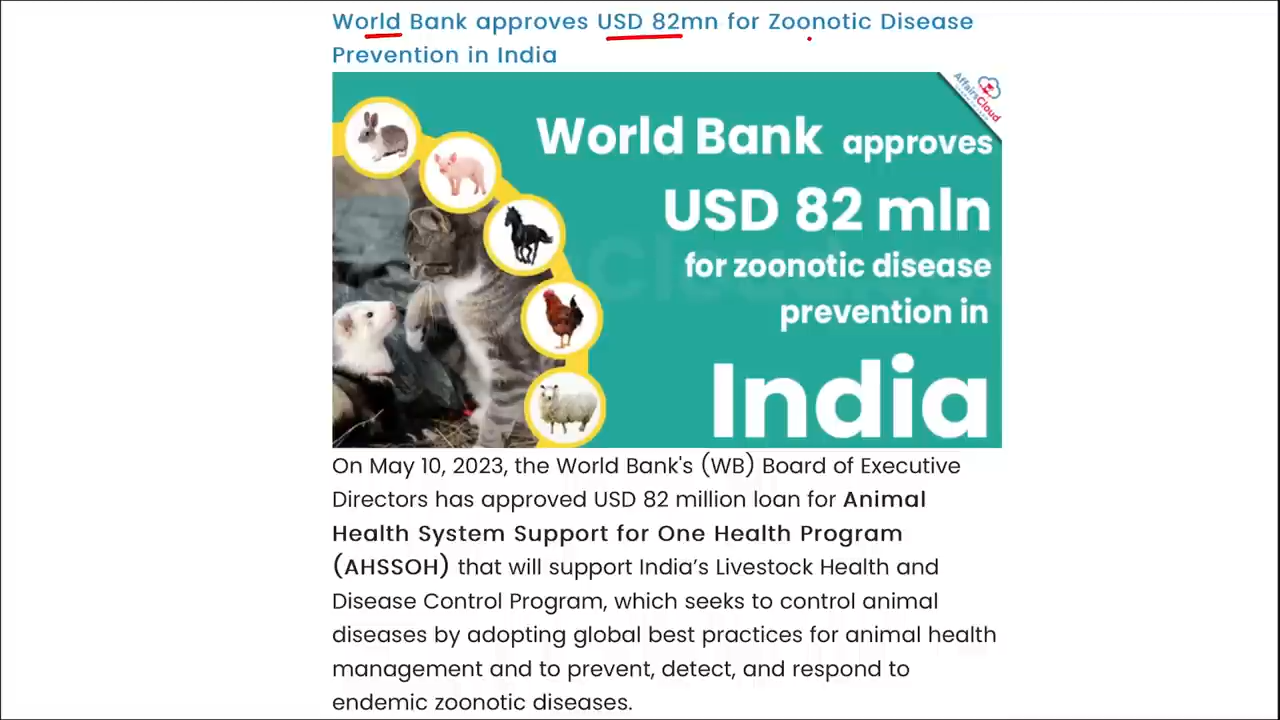 World Bank approves USD 82mn for Zoonotic Disease
Prevention in India
AffairsCloud
World Bank approves
USD 82 mln
for zoonotic disease
prevention in
India
On May 10, 2023, the World Bank's (WB) Board of Executive
Directors has approved USD 82 million loan for Animal
Health System Support for One Health Program
(AHSSOH) that will support India’s Livestock Health and
Disease Control Program, which seeks to control animal
diseases by adopting global best practices for animal health
management and to prevent, detect, and respond to
endemic zoonotic diseases.